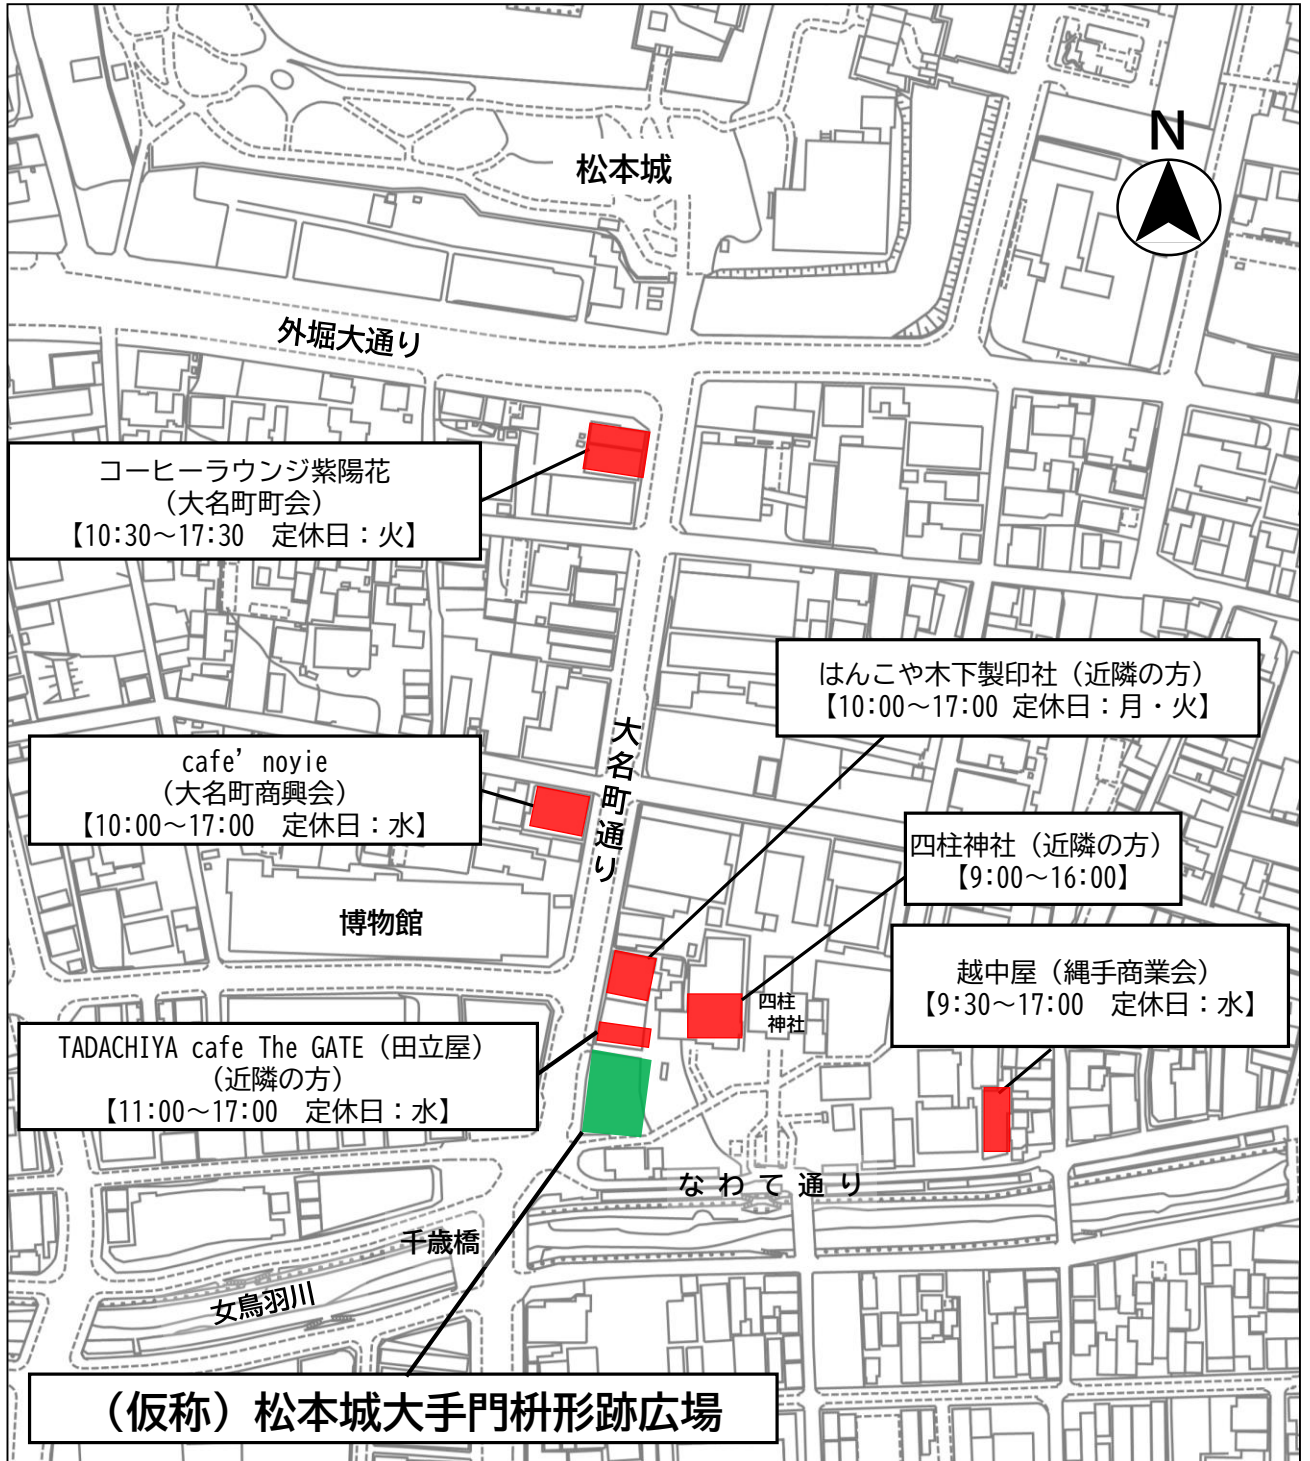 N
松本城
外堀大通り
コーヒーラウンジ紫陽花
（大名町町会）
【10:30～17:30　定休日：火】
はんこや木下製印社（近隣の方）
【10:00～17:00 定休日：月・火】
大名町通り
cafe’ noyie
（大名町商興会）
【10:00～17:00　定休日：水】
四柱神社（近隣の方）
【9:00～16:00】
博物館
越中屋（縄手商業会）
【9:30～17:00　定休日：水】
四柱
神社
TADACHIYA cafe The GATE（田立屋）
（近隣の方）
【11:00～17:00　定休日：水】
なわて通り
千歳橋
女鳥羽川
（仮称）松本城大手門枡形跡広場